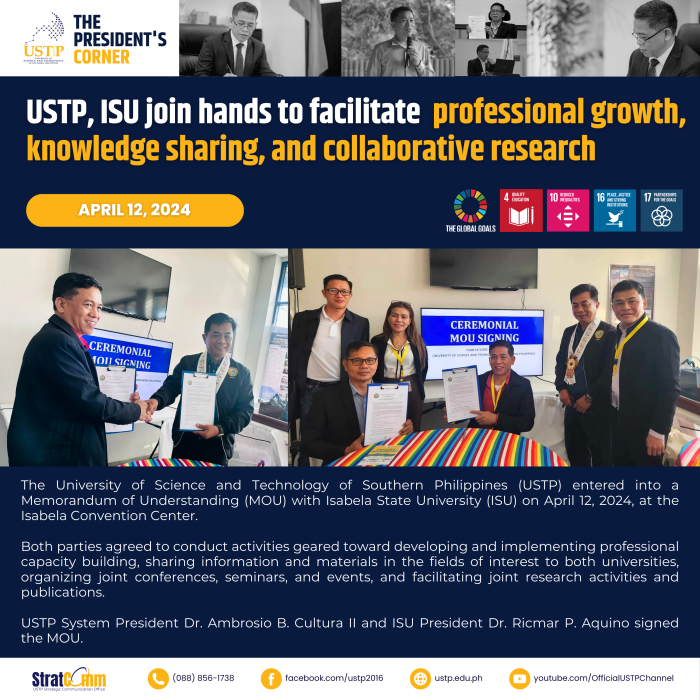 THE
PRESIDENT'S
CORNER
USTP
USTP, ISU join hands to facilitate professional growth,
knowledge sharing, and collaborative research
APRIL 12, 2024
THE GLOBAL GOALS
4 QUALITY EDUCATION
10 REDUCED INEQUALITIES
16 PEACE, JUSTICE AND STRONG INSTITUTIONS
17 PARTNERSHIPS FOR THE GOALS
CEREMONIAL
MOU SIGNING
CEREMONIAL
MOU SIGNING
The University of Science and Technology of Southern Philippines (USTP) entered into a
Memorandum of Understanding (MOU) with Isabela State University (ISU) on April 12, 2024, at the
Isabela Convention Center.
Both parties agreed to conduct activities geared toward developing and implementing professional
capacity building, sharing information and materials in the fields of interest to both universities,
organizing joint conferences, seminars, and events, and facilitating joint research activities and
publications.
USTP System President Dr. Ambrosio B. Cultura II and ISU President Dr. Ricmar P. Aquino signed
the MOU.
StratComm
USTP Strategic Communication Office
(088) 856-1738
facebook.com/ustp2016
ustp.edu.ph
youtube.com/OfficialUSTPChannel